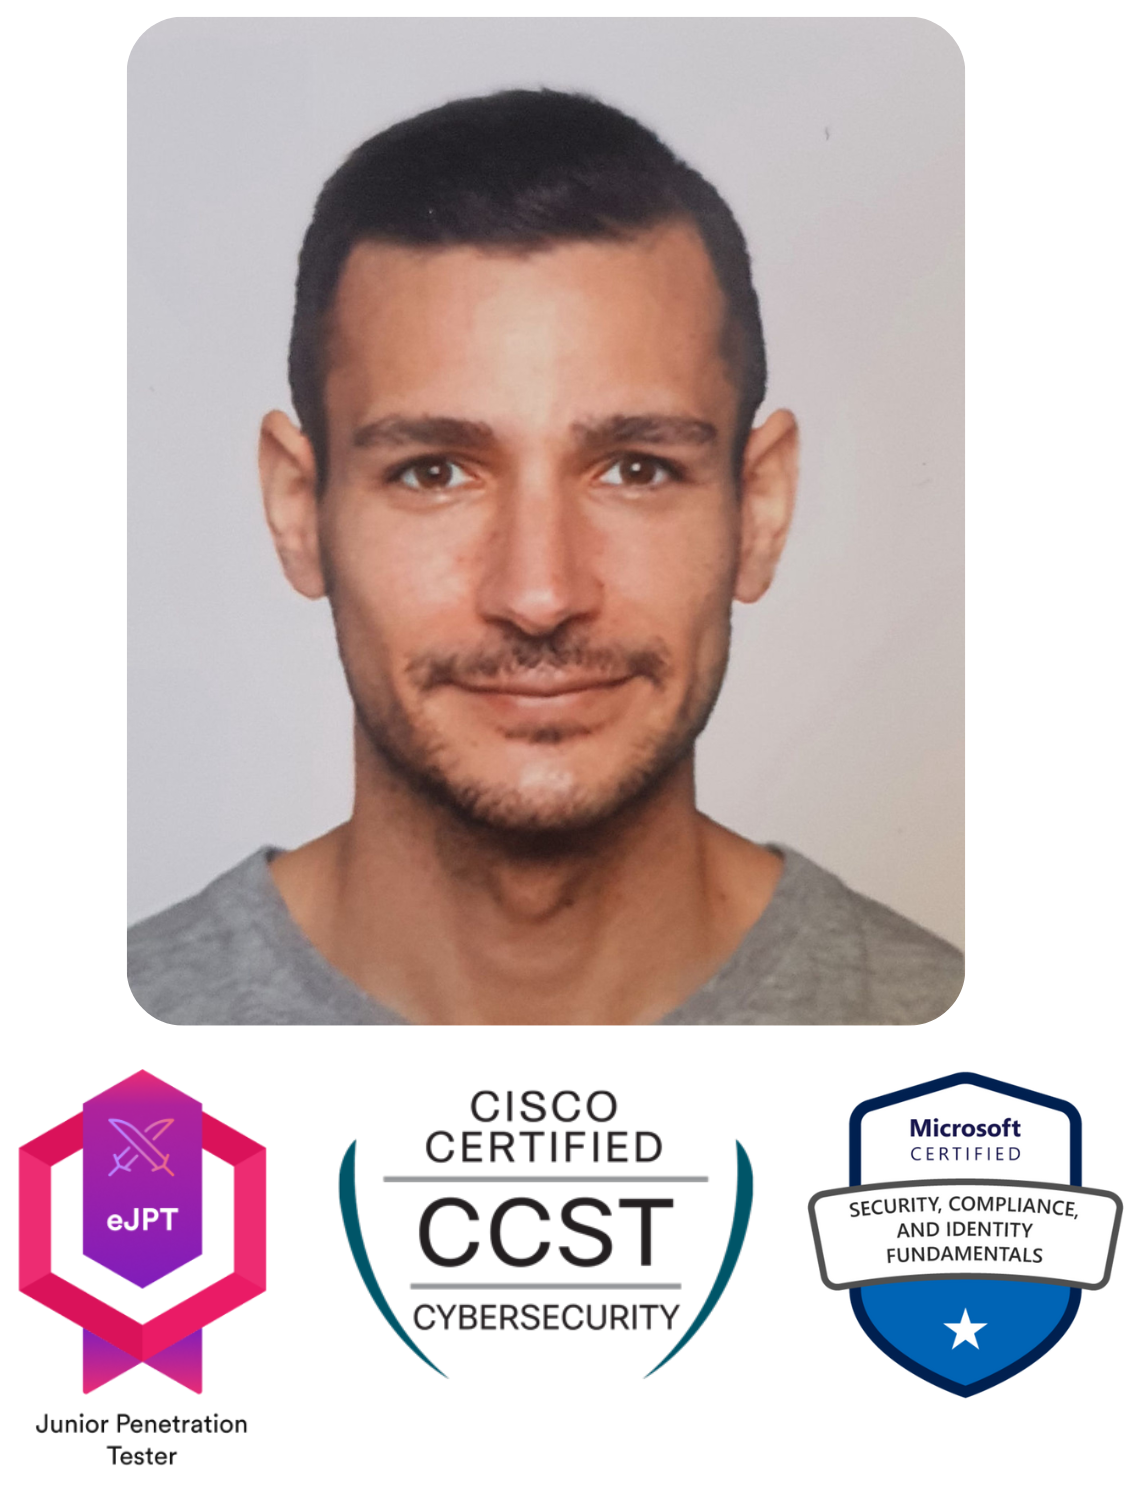 eJPT
Junior Penetration
Tester
CISCO
CERTIFIED
CCST
CYBERSECURITY
Microsoft
CERTIFIED
SECURITY, COMPLIANCE,
AND IDENTITY
FUNDAMENTALS